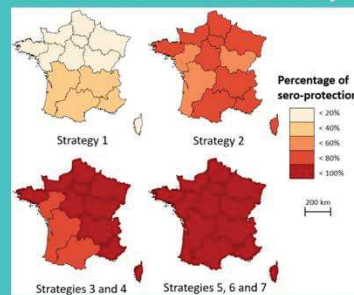 Strategy 1
Strategy 2
Percentage of
sero-protection
< 20%
< 40%
< 60%
< 80%
< 100%
200 km
Strategies 3 and 4
Strategies 5, 6 and 7